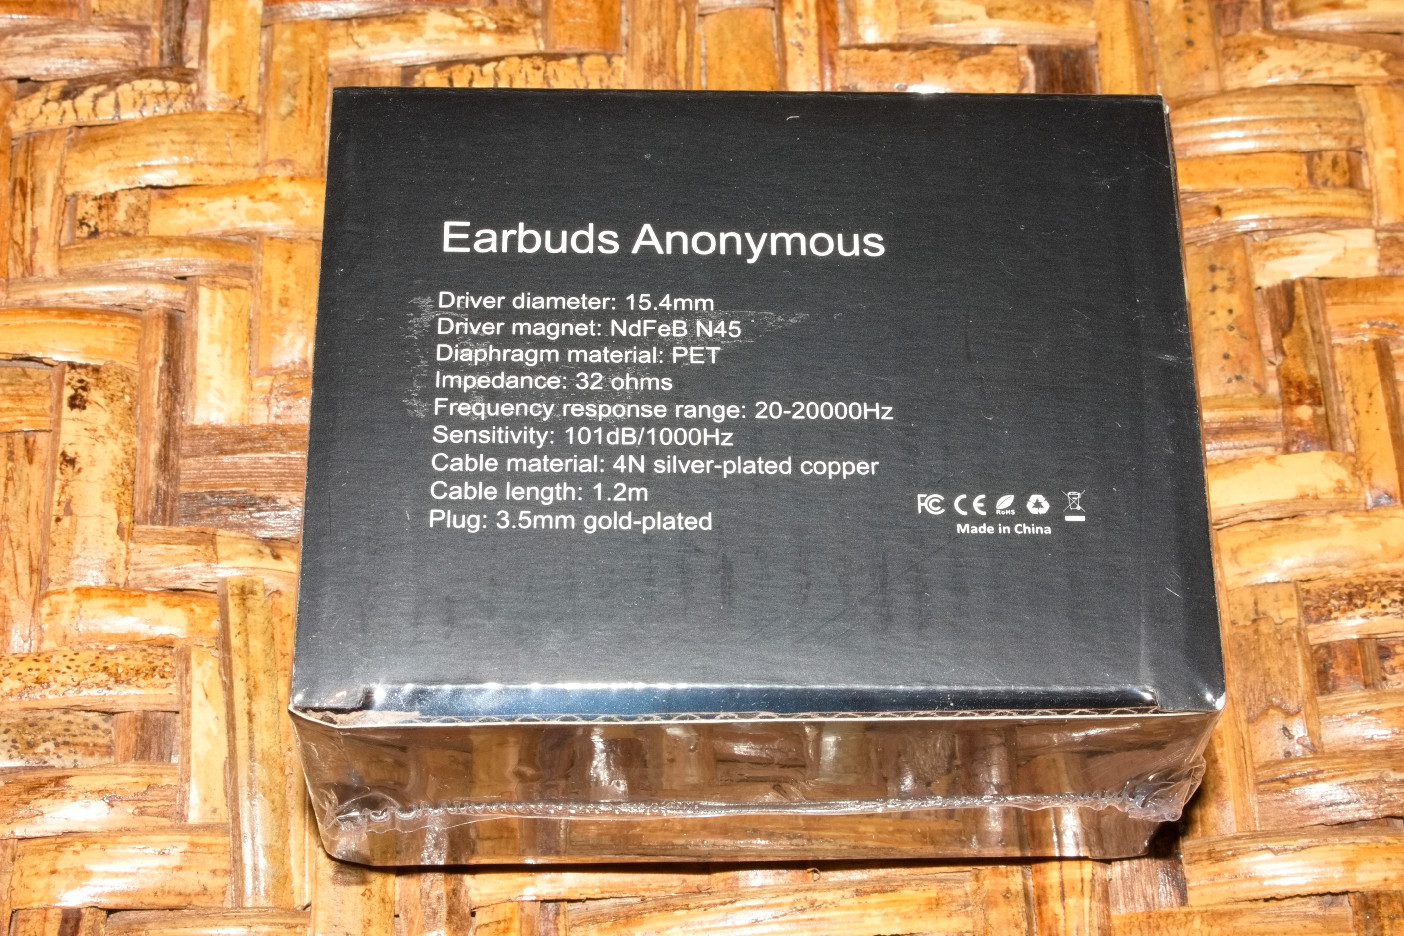 Earbuds Anonymous
Driver diameter: 15.4mm
Driver magnet: NdFeB N45
Diaphragm material: PET
Impedance: 32 ohms
Frequency response range: 20-20000Hz
Sensitivity: 101dB/1000Hz
Cable material: 4N silver-plated copper
Cable length: 1.2m
Plug: 3.5mm gold-plated
FC CE RoHS
Made in China